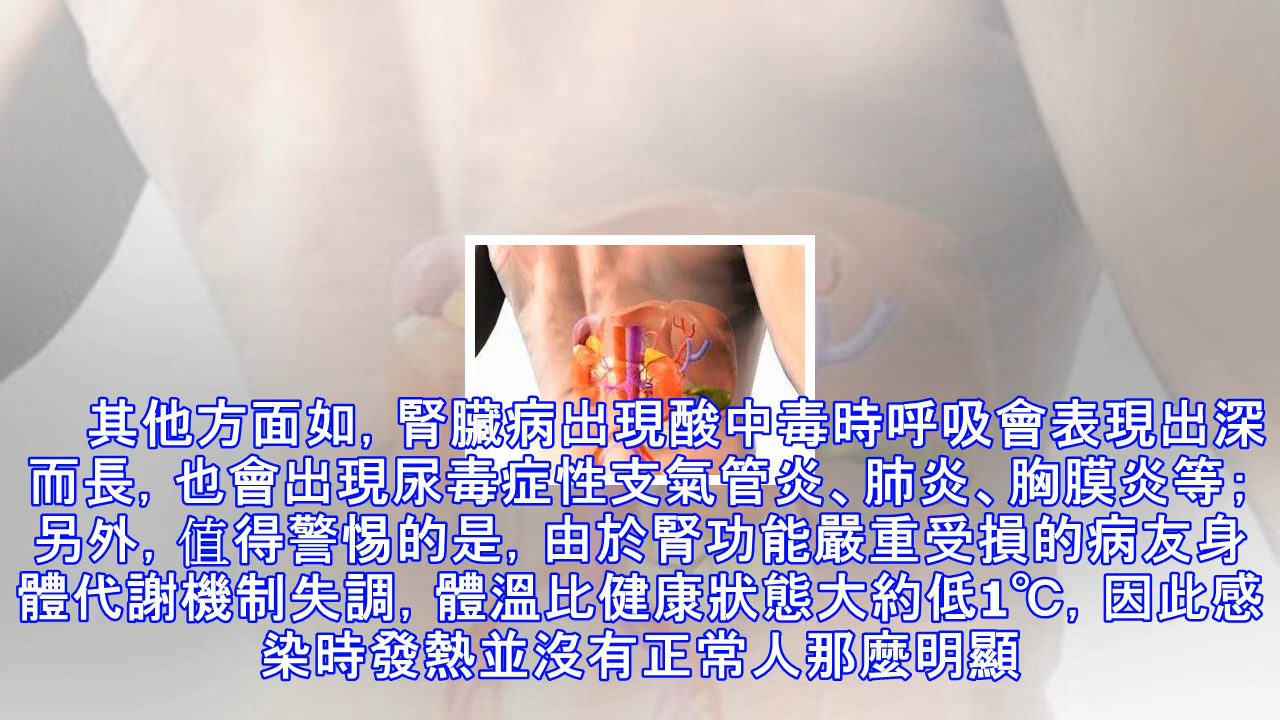 其他方面如, 腎臟病出現酸中毒時呼吸會表現出深
而長, 也會出現尿毒症性支氣管炎、肺炎、胸膜炎等;
另外, 值得警惕的是, 由於腎功能嚴重受損的病友身
體代謝機制失調, 體溫比健康狀態大約低1℃, 因此感
染時發熱並沒有正常人那麼明顯